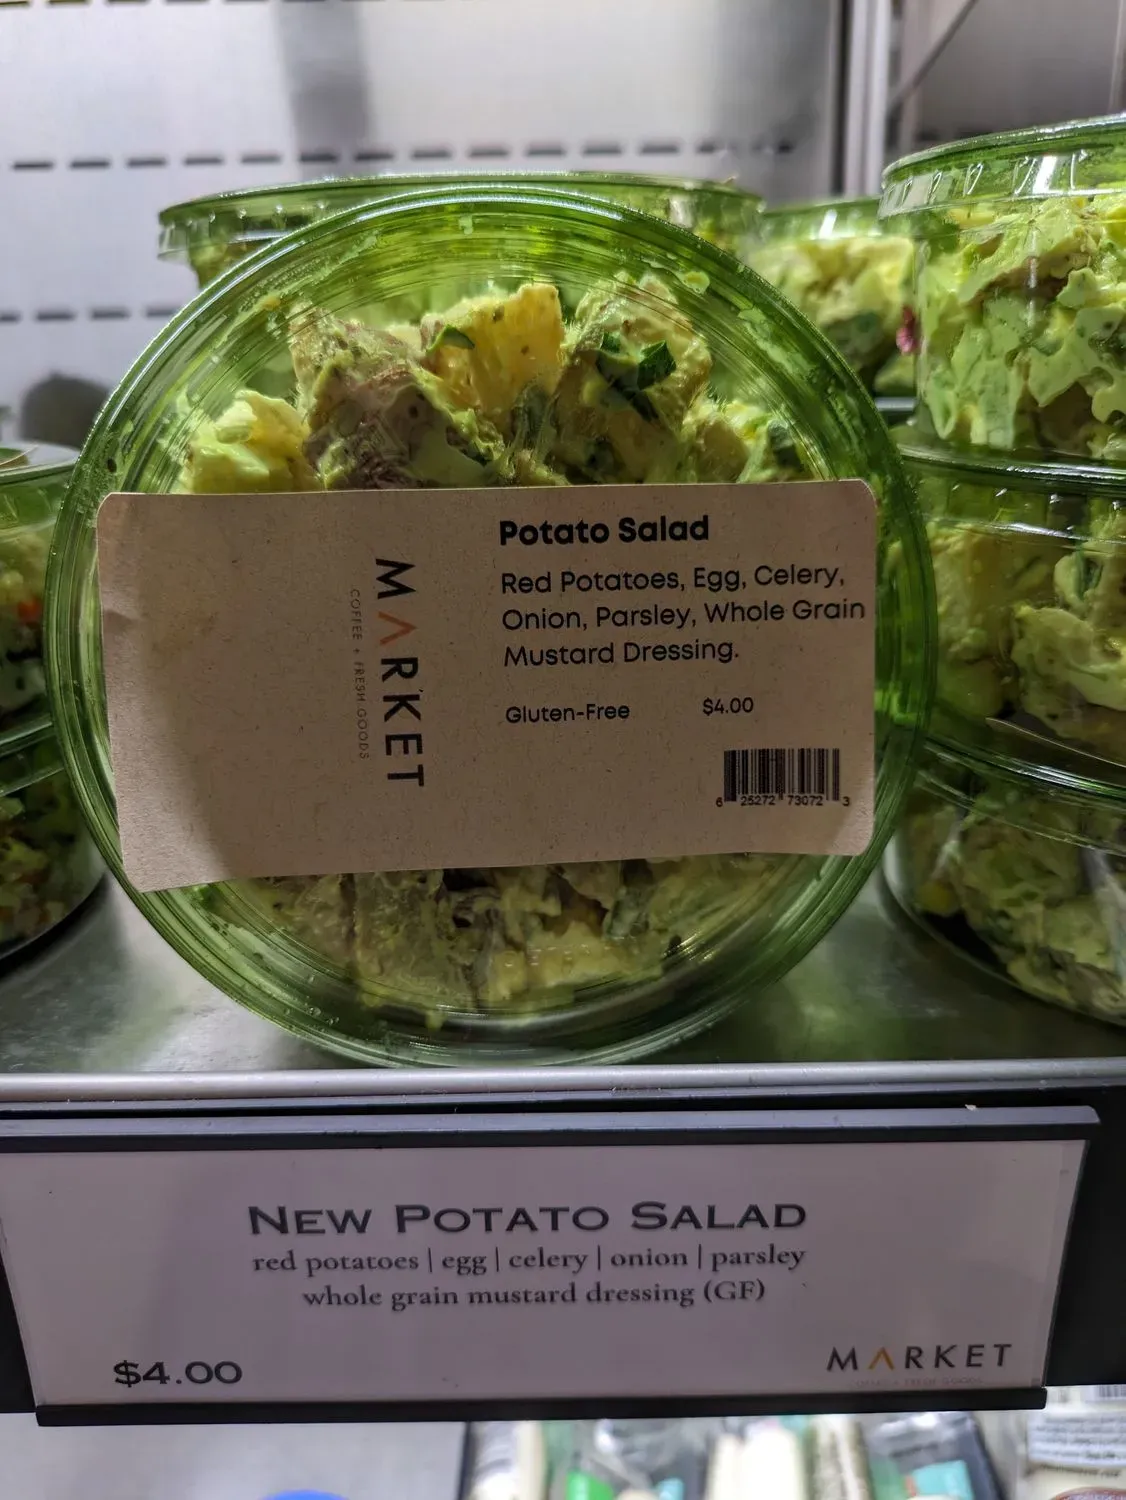 Potato Salad
Red Potatoes, Egg, Celery,
Onion, Parsley, Whole Grain
Mustard Dressing.
Gluten-Free $4.00
6 25272 73072 3
MARKET
COFFEE + FRESH GOODS
NEW POTATO SALAD
red potatoes | egg | celery | onion | parsley
whole grain mustard dressing (GF)
$4.00
MARKET